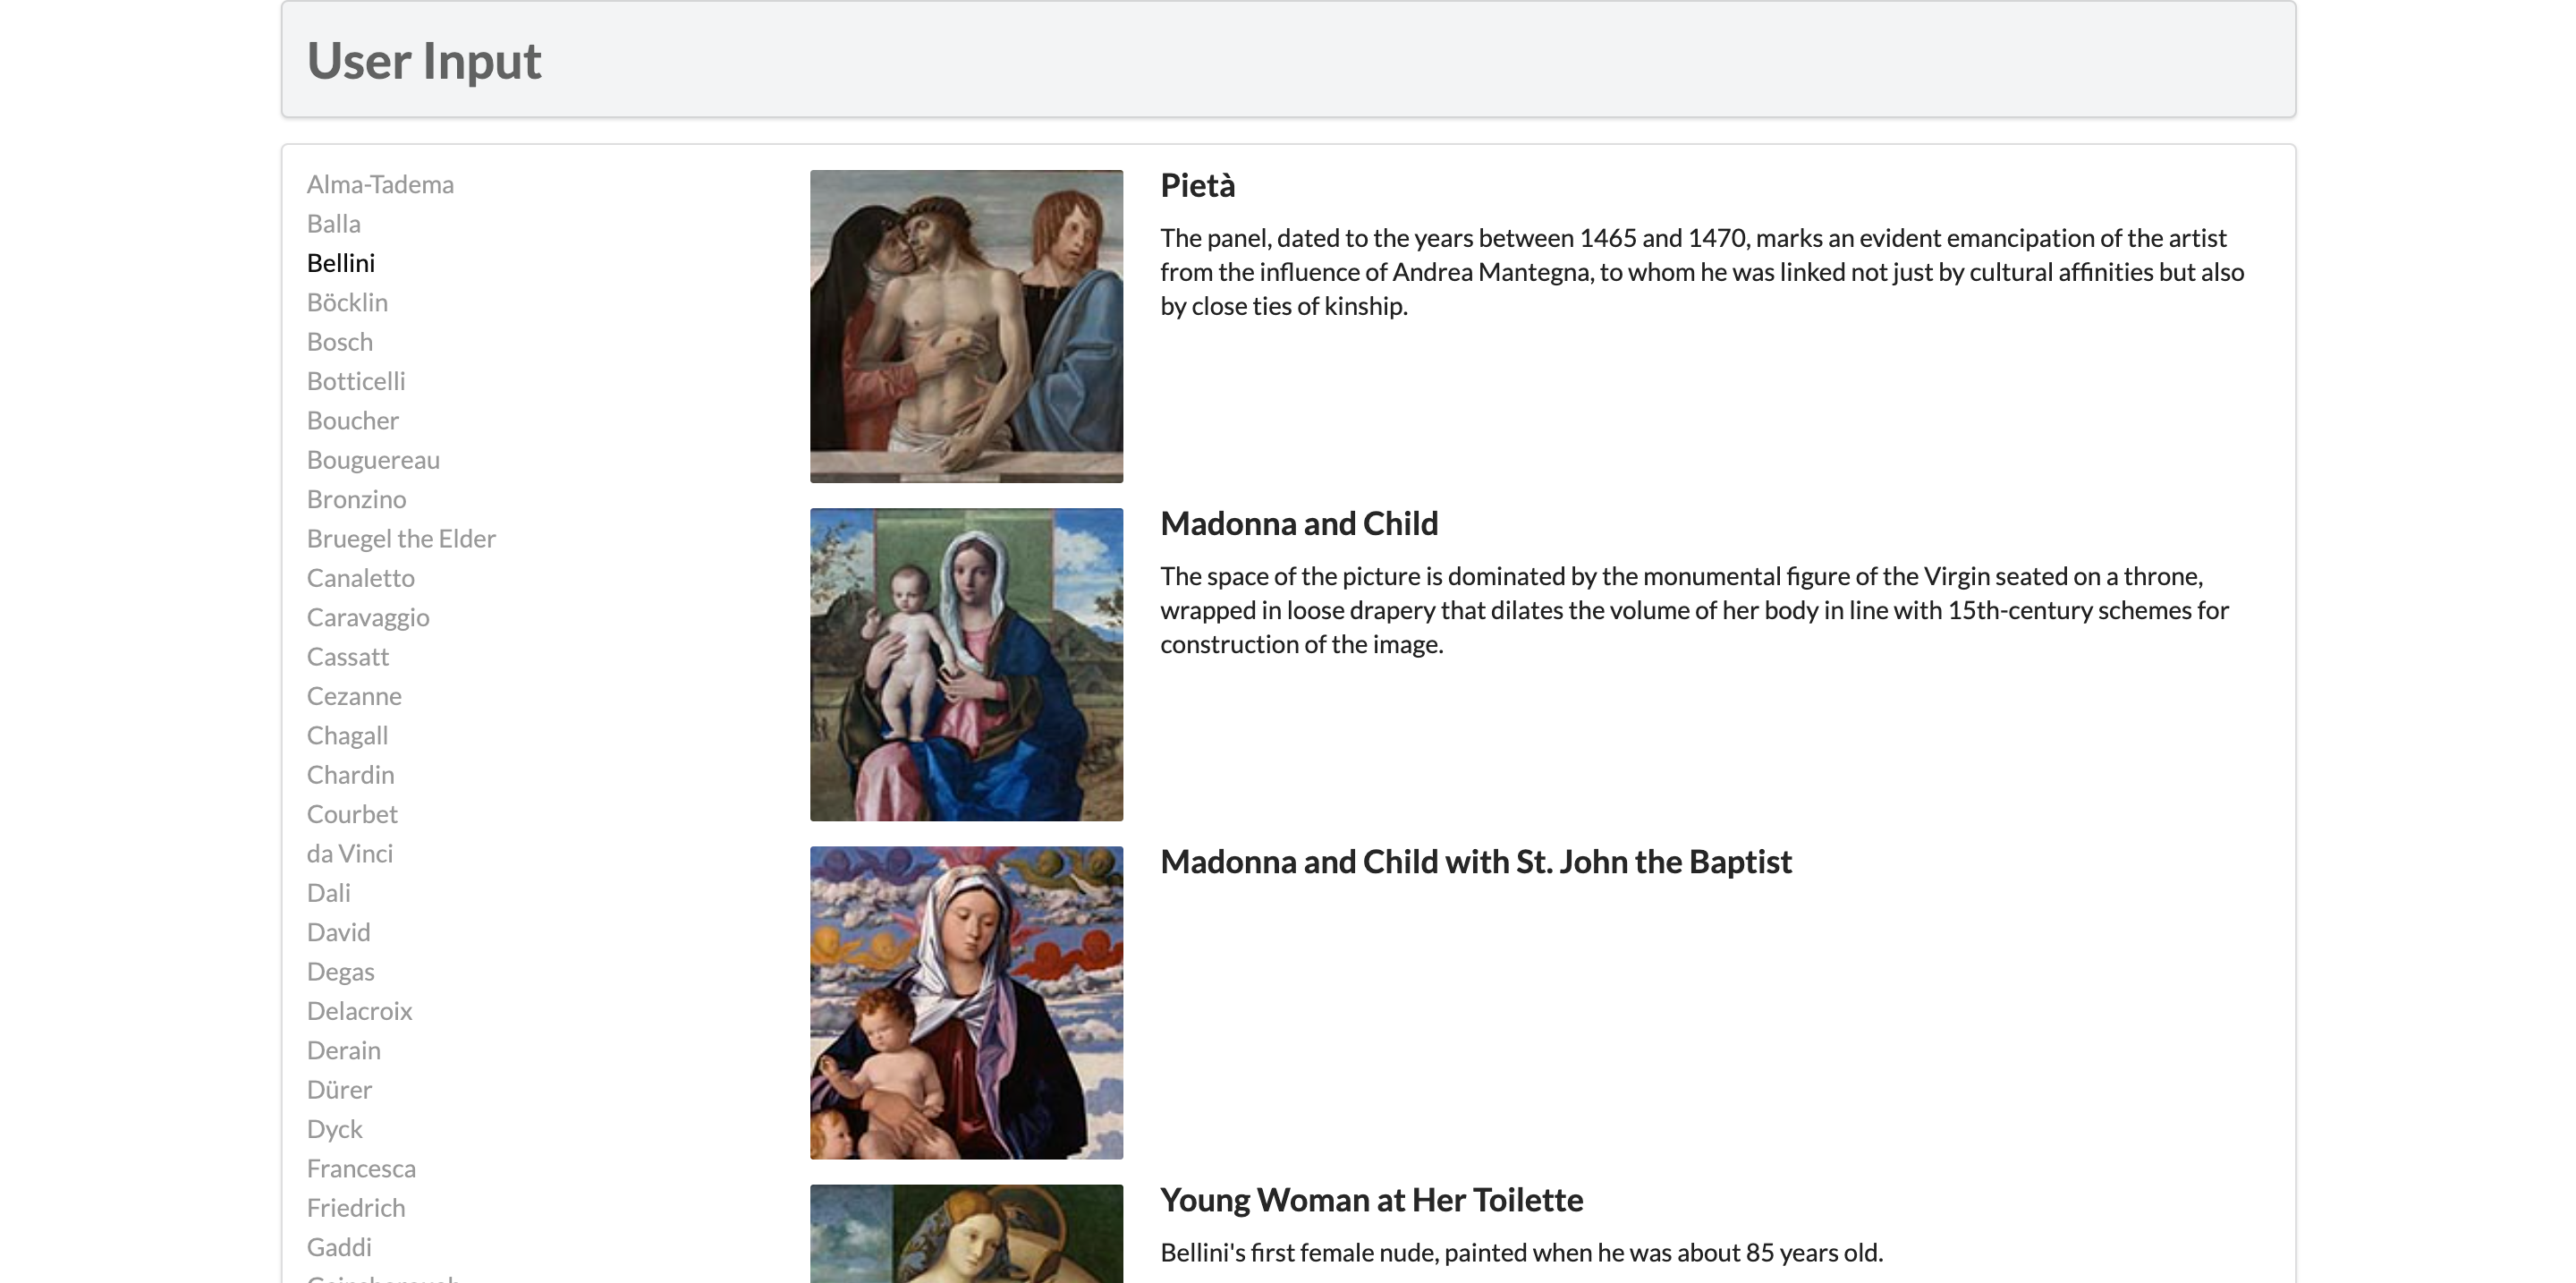 User Input
Alma-Tadema
Balla
Bellini
Böcklin
Bosch
Botticelli
Boucher
Bouguereau
Bronzino
Bruegel the Elder
Canaletto
Caravaggio
Cassatt
Cezanne
Chagall
Chardin
Courbet
da Vinci
Dali
David
Degas
Delacroix
Derain
Dürer
Dyck
Francesca
Friedrich
Gaddi
Pietà
The panel, dated to the years between 1465 and 1470, marks an evident emancipation of the artist
from the influence of Andrea Mantegna, to whom he was linked not just by cultural affinities but also
by close ties of kinship.
Madonna and Child
The space of the picture is dominated by the monumental figure of the Virgin seated on a throne,
wrapped in loose drapery that dilates the volume of her body in line with 15th-century schemes for
construction of the image.
Madonna and Child with St. John the Baptist
Young Woman at Her Toilette
Bellini's first female nude, painted when he was about 85 years old.